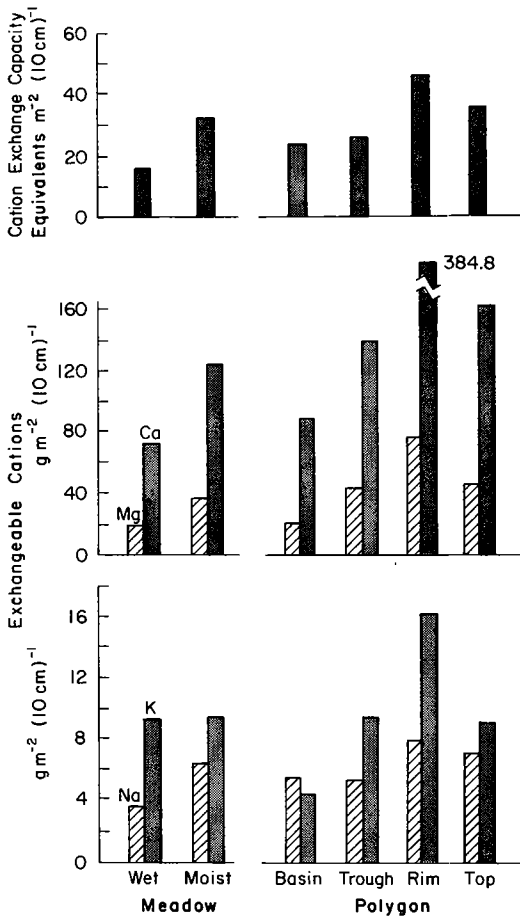 Cation Exchange Capacity
Equivalents m⁻² (10 cm)⁻¹
60
40
20
0
Exchangeable Cations
g m⁻² (10 cm)⁻¹
160
120
80
40
0
384.8
Ca
Mg
g m⁻² (10 cm)⁻¹
16
12
8
4
0
K
Na
Wet Moist Basin Trough Rim Top
Meadow Polygon